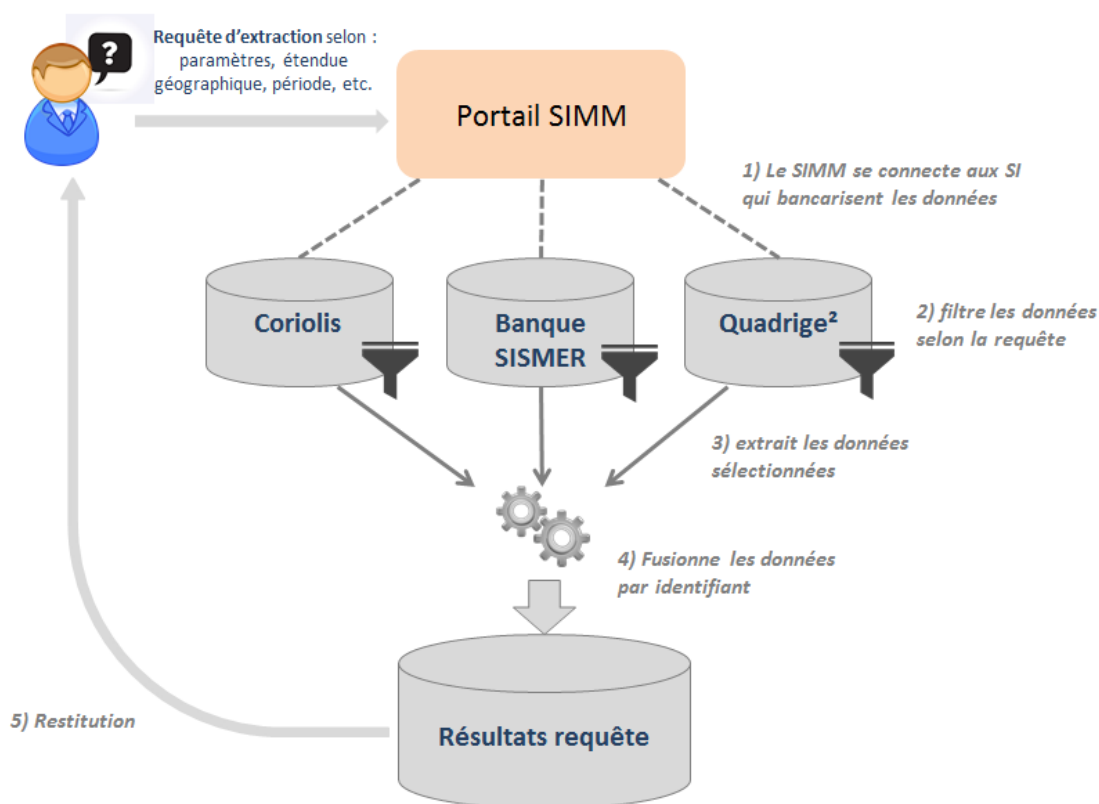 Requête d'extraction selon :
paramètres, étendue
géographique, période, etc.
?
Portail SIMM
1) Le SIMM se connecte aux SI
qui bancarisent les données
Coriolis
Banque
SISMER
Quadrige²
2) filtre les données
selon la requête
3) extrait les données
sélectionnées
4) Fusionne les données
par identifiant
5) Restitution
Résultats requête